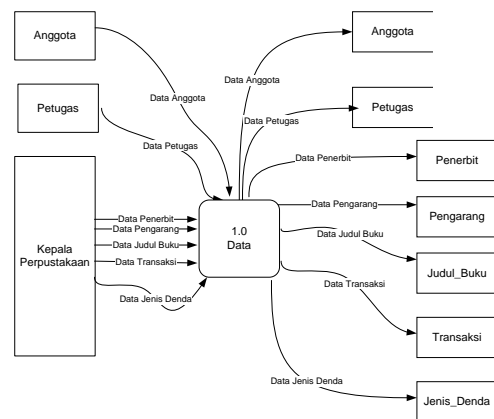 Anggota
Anggota
Data Anggota
Data Anggota
Petugas
Petugas
Data Petugas
Data Petugas
Data Penerbit
Penerbit
Kepala
Perpustakaan
Data Penerbit
Data Pengarang
Data Judul Buku
Data Transaksi
Data Jenis Denda
1.0
Data
Data Pengarang
Pengarang
Data Judul Buku
Judul_Buku
Data Transaksi
Transaksi
Data Jenis Denda
Jenis_Denda